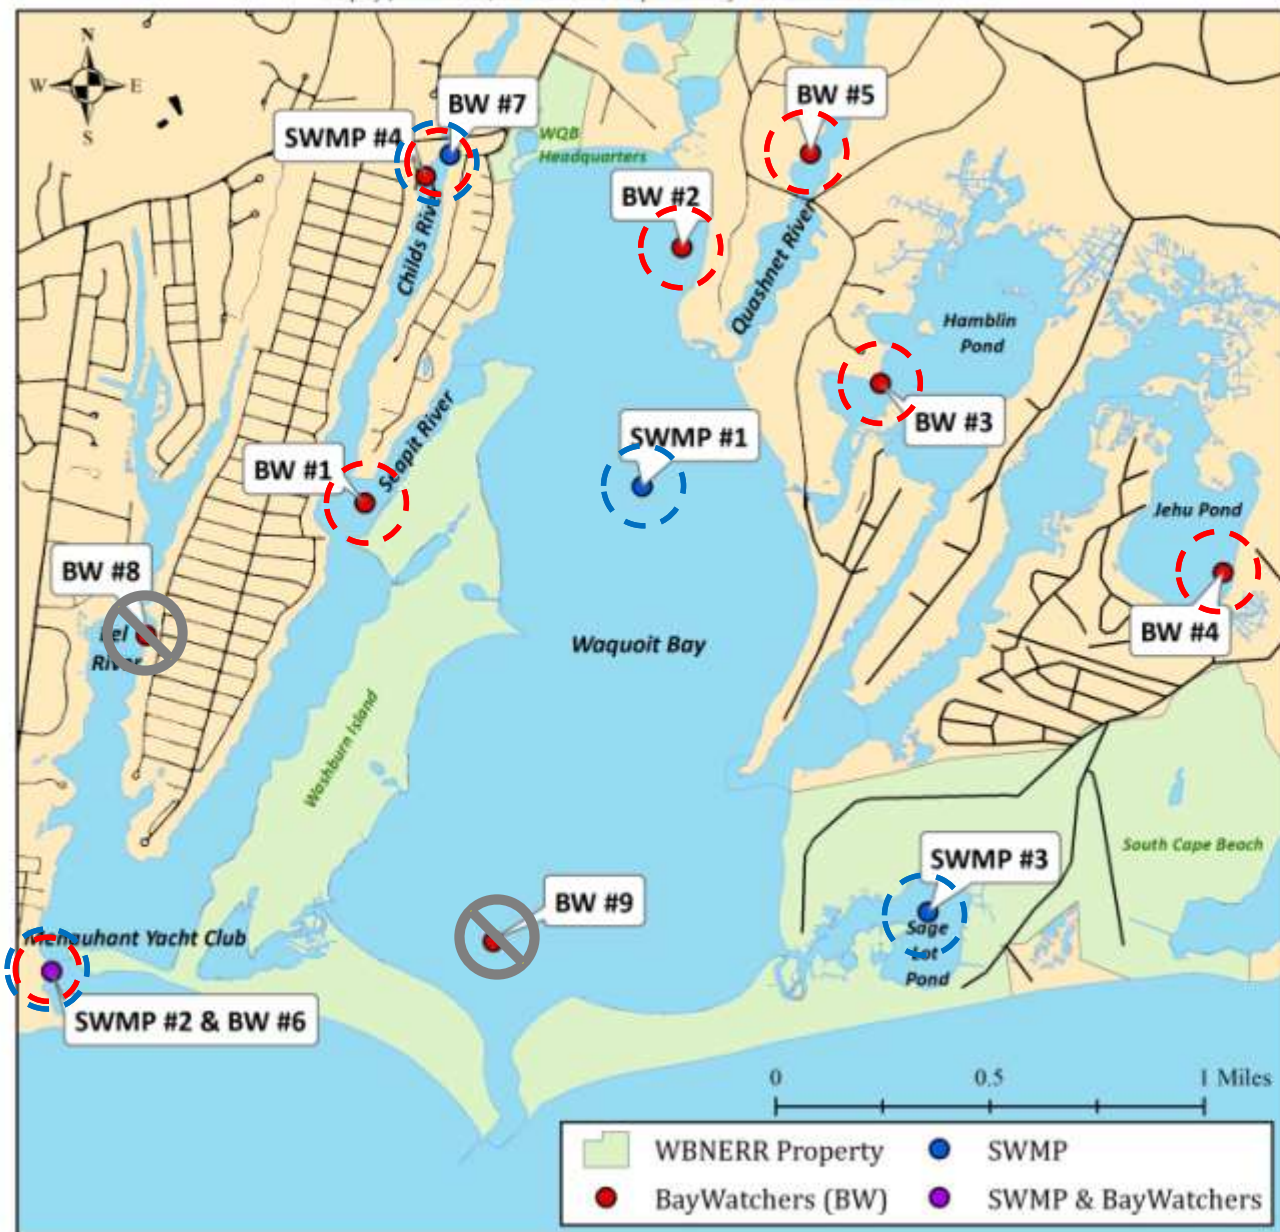 N
W E
S
BW #7
SWMP #4
BW #5
WQB
Headquarters
BW #2
Childs River
Quashnet River
Hamblin
Pond
BW #3
SWMP #1
Seapit River
BW #1
Jehu Pond
BW #8
River
BW #4
Waquoit Bay
Washburn Island
South Cape Beach
SWMP #3
BW #9
Sage
Lot
Pond
Menauhant Yacht Club
SWMP #2 & BW #6
0 0.5 1 Miles
WBNERR Property
SWMP
BayWatchers (BW)
SWMP & BayWatchers